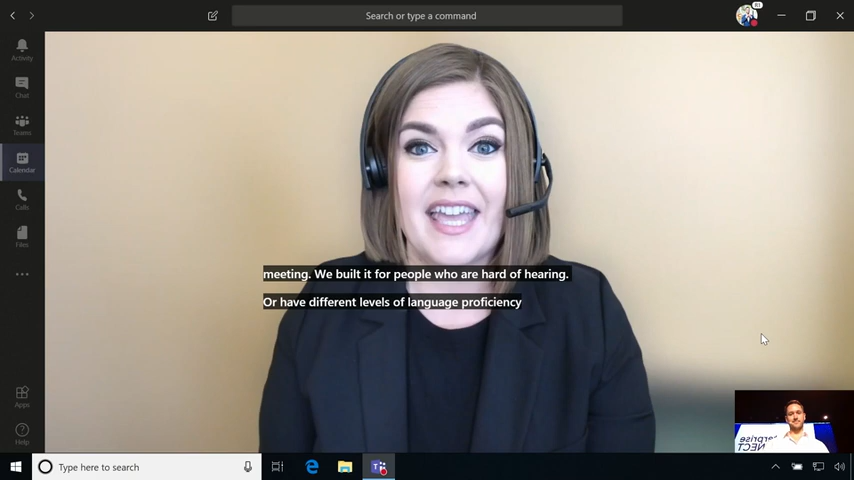 Search or type a command
Activity
Chat
Teams
Calendar
Calls
Files
meeting. We built it for people who are hard of hearing.
Or have different levels of language proficiency
Apps
Help
Type here to search